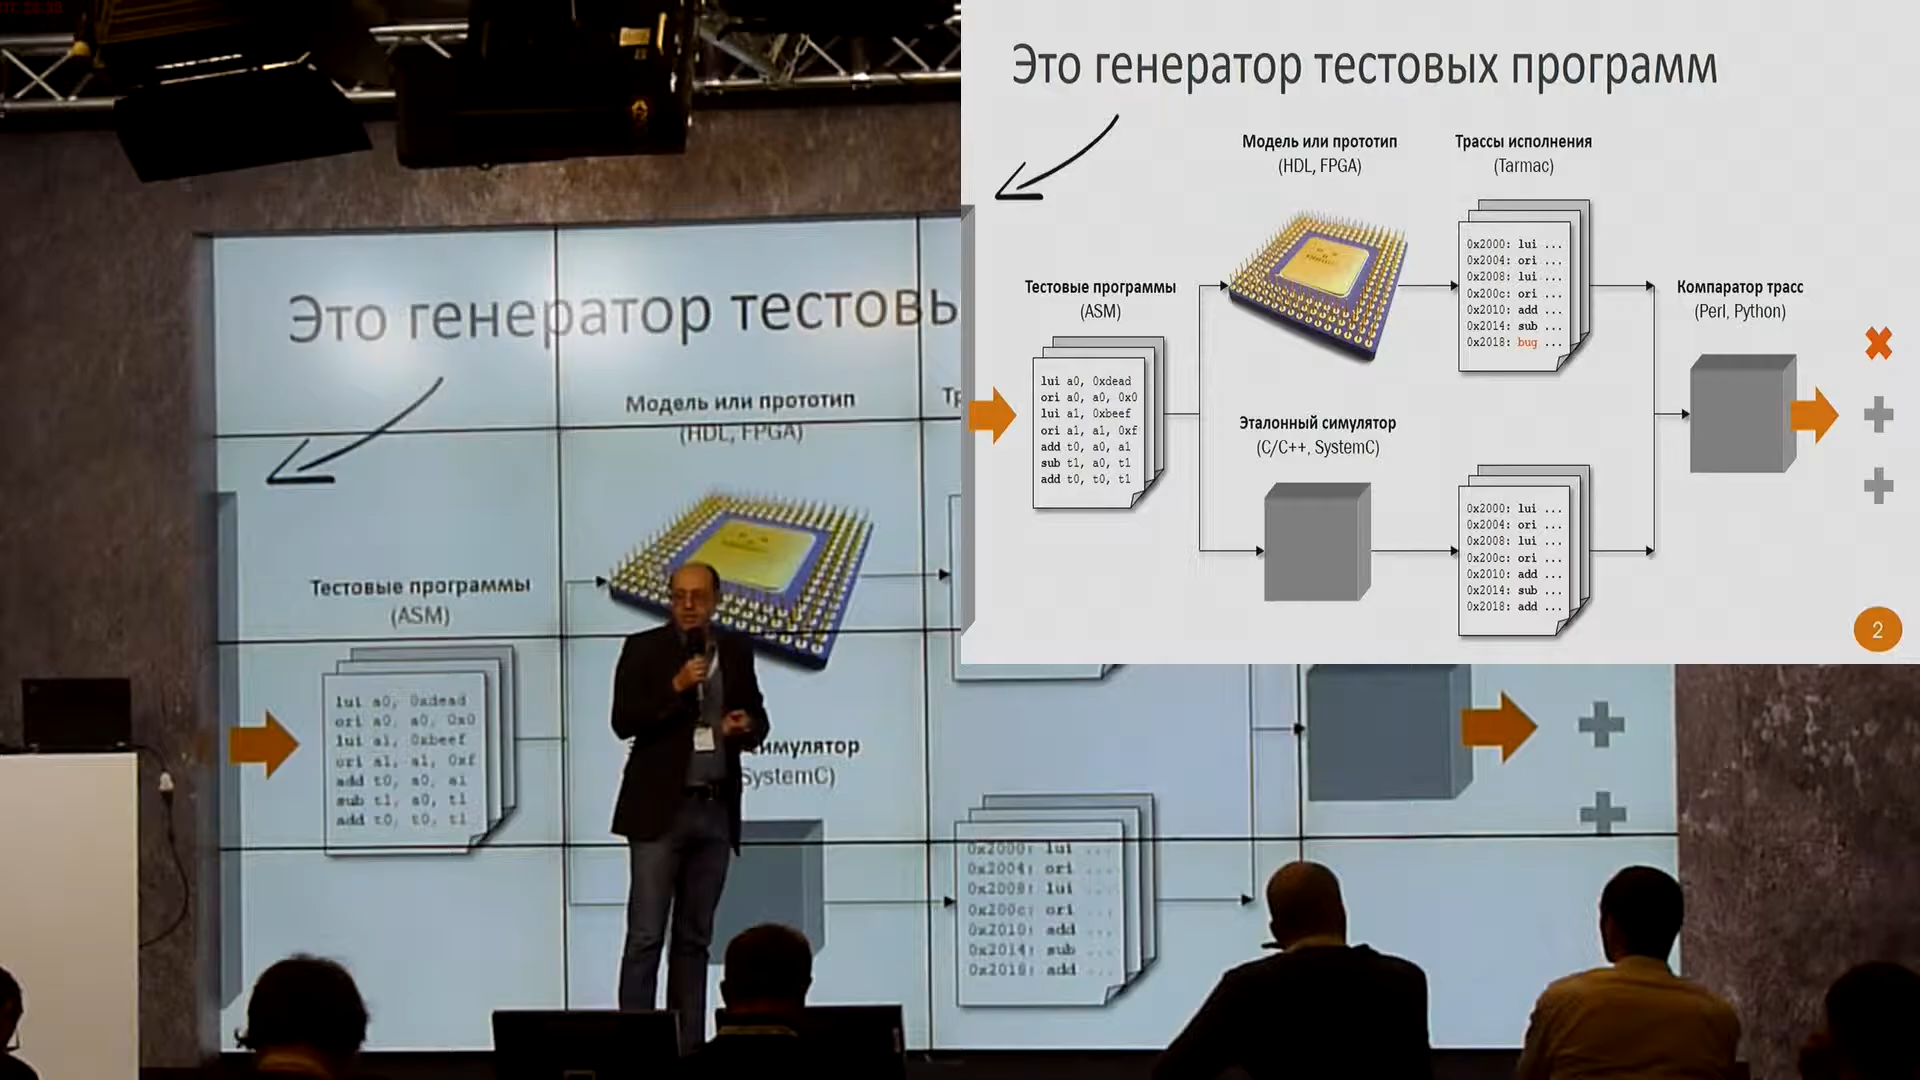 Это генератор тестовых программ
Модель или прототип
(HDL, FPGA)
Трассы исполнения
(Tarmac)
0x2000: lui ...
0x2004: ori ...
0x2008: lui ...
0x200c: ori ...
0x2010: add ...
0x2014: sub ...
0x2018: bug ...
Тестовые программы
(ASM)
lui a0, 0xdead
ori a0, a0, 0x0
lui a1, 0xbeef
ori a1, a1, 0xf
add t0, a0, a1
sub t1, a0, t1
add t0, t0, t1
Компаратор трасс
(Perl, Python)
Эталонный симулятор
(C/C++, SystemC)
0x2000: lui ...
0x2004: ori ...
0x2008: lui ...
0x200c: ori ...
0x2010: add ...
0x2014: sub ...
0x2018: add ...
2
Это генератор тестовы
Модель или прототип
(HDL, FPGA)
Тр
Тестовые программы
(ASM)
lui a0, 0xdead
ori a0, a0, 0x0
lui a1, 0xbeef
ori a1, a1, 0xf
add t0, a0, a1
sub t1, a0, t1
add t0, t0, t1
симулятор
SystemC)
0x2000: lui ...
0x2004: ori ...
0x2008: lui ...
0x200c: ori ...
0x2010: add ...
0x2014: sub ...
0x2018: add ...